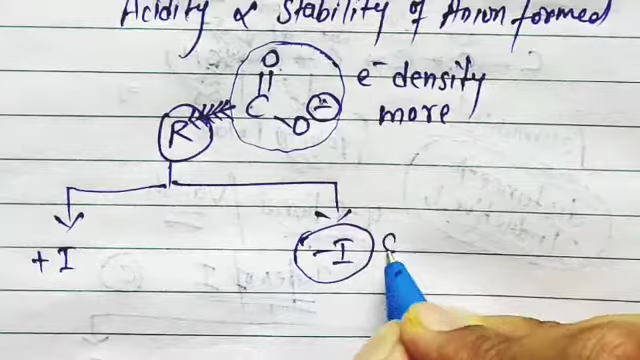 Acidity ∝ Stability of Anion formed
O
||
C
O⊖
e⁻ density
more
R
+ I
- I